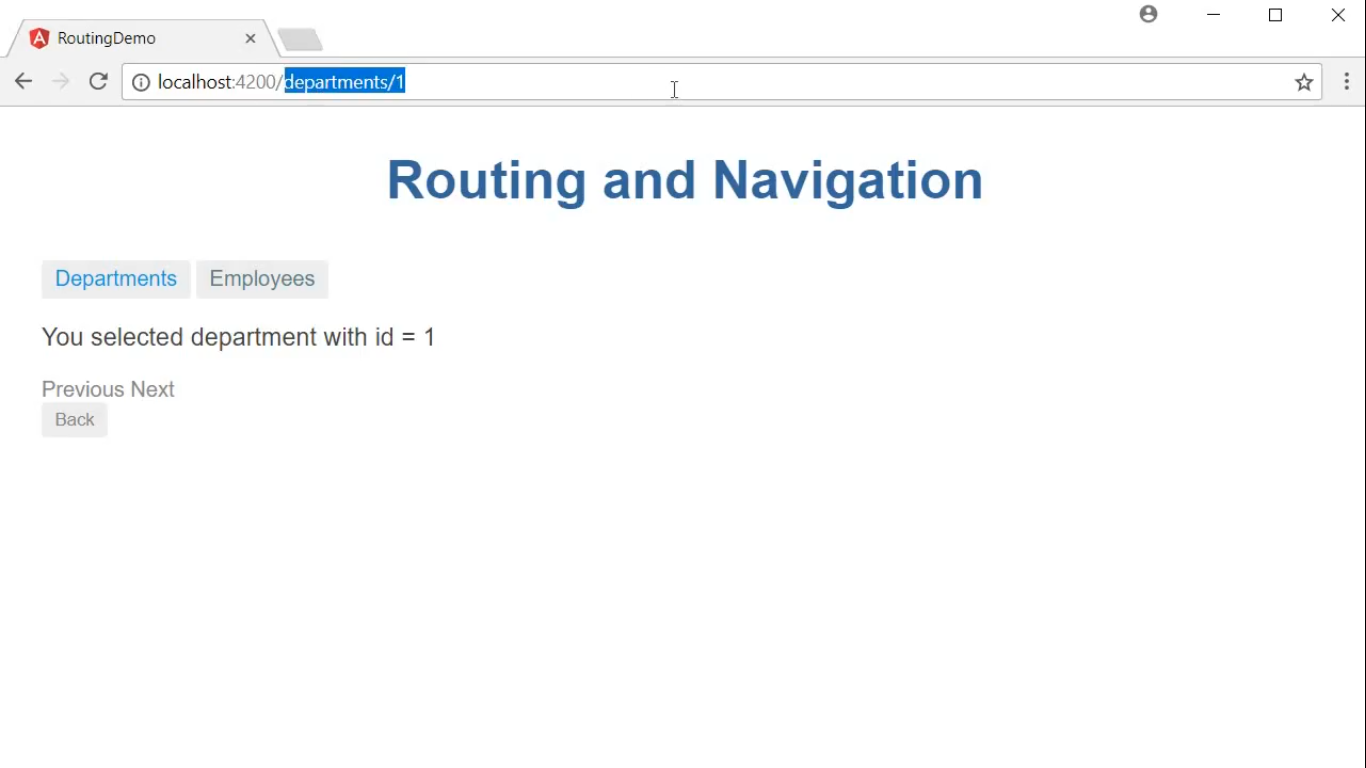 RoutingDemo
localhost:4200/departments/1
Routing and Navigation
Departments Employees
You selected department with id = 1
Previous Next
Back